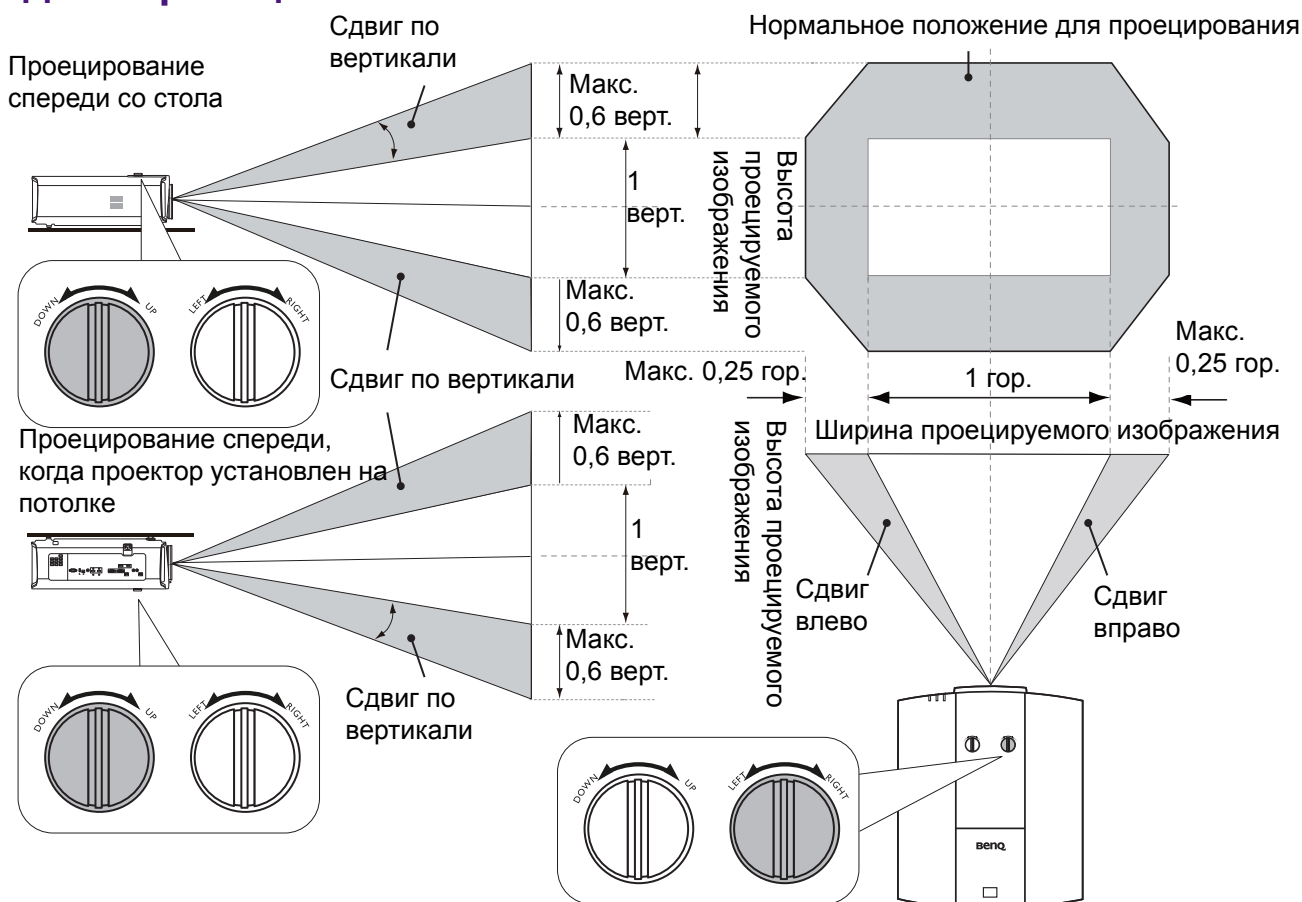 Сдвиг по
вертикали
Нормальное положение для проецирования
Проецирование
спереди со стола
Макс.
0,6 верт.
1
верт.
Высота
проецируемого
изображения
Макс.
0,6 верт.
DOWN
UP
LEFT
RIGHT
Сдвиг по вертикали
Макс. 0,25 гор.
1 гор.
Макс.
0,25 гор.
Ширина проецируемого изображения
Проецирование спереди,
когда проектор установлен на
потолке
Макс.
0,6 верт.
1
верт.
Высота проецируемого
изображения
Макс.
0,6 верт.
Сдвиг
влево
Сдвиг
вправо
Сдвиг по
вертикали
DOWN
UP
LEFT
RIGHT
DOWN
UP
LEFT
RIGHT
BenQ